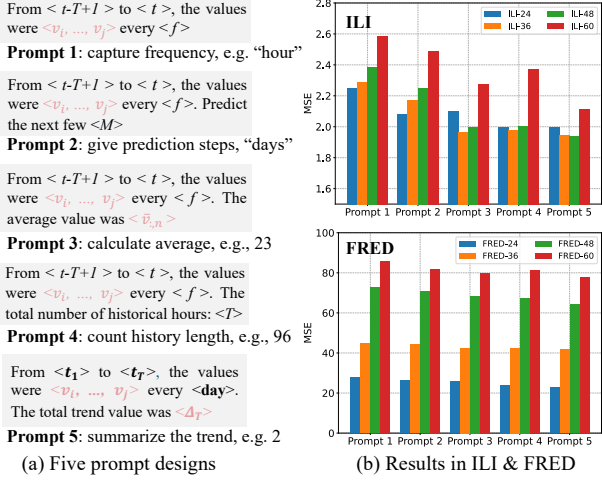 From < t-T+1 > to < t >, the values
were <vᵢ, ..., vⱼ> every <f>
Prompt 1: capture frequency, e.g. “hour”
From < t-T+1 > to < t >, the values
were <vᵢ, ..., vⱼ> every <f>. Predict
the next few <M>
Prompt 2: give prediction steps, “days”
From < t-T+1 > to < t >, the values
were <vᵢ, ..., vⱼ> every < f >. The
average value was < v̄:,n >
Prompt 3: calculate average, e.g., 23
From < t-T+1 > to < t >, the values
were <vᵢ, ..., vⱼ> every < f >. The
total number of historical hours: <T>
Prompt 4: count history length, e.g., 96
From <t₁> to <t_T>, the values
were <vᵢ, ..., vⱼ> every <day>.
The total trend value was <Δ_T>
Prompt 5: summarize the trend, e.g. 2
(a) Five prompt designs
ILI
ILI-24 ILI-48
ILI-36 ILI-60
MSE
2.8
2.6
2.4
2.2
2.0
1.8
1.6
Prompt 1 Prompt 2 Prompt 3 Prompt 4 Prompt 5
FRED
FRED-24 FRED-48
FRED-36 FRED-60
MSE
100
80
60
40
20
0
Prompt 1 Prompt 2 Prompt 3 Prompt 4 Prompt 5
(b) Results in ILI & FRED